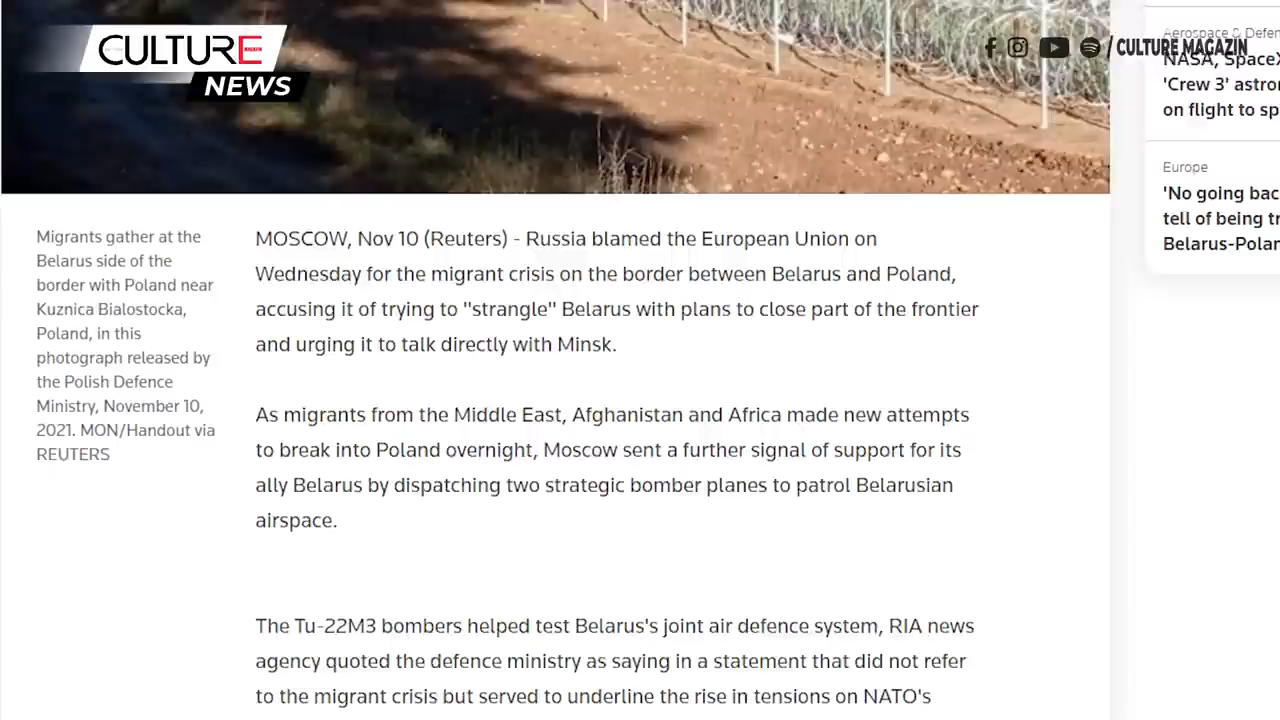 CULTURE
NEWS
/ CULTURE MAGAZIN
Aerospace & Defen
NASA, SpaceX
'Crew 3' astro
on flight to sp
Europe
'No going bac
tell of being tr
Belarus-Polan
Migrants gather at the
Belarus side of the
border with Poland near
Kuznica Bialostocka,
Poland, in this
photograph released by
the Polish Defence
Ministry, November 10,
2021. MON/Handout via
REUTERS
MOSCOW, Nov 10 (Reuters) - Russia blamed the European Union on
Wednesday for the migrant crisis on the border between Belarus and Poland,
accusing it of trying to "strangle" Belarus with plans to close part of the frontier
and urging it to talk directly with Minsk.
As migrants from the Middle East, Afghanistan and Africa made new attempts
to break into Poland overnight, Moscow sent a further signal of support for its
ally Belarus by dispatching two strategic bomber planes to patrol Belarusian
airspace.
The Tu-22M3 bombers helped test Belarus's joint air defence system, RIA news
agency quoted the defence ministry as saying in a statement that did not refer
to the migrant crisis but served to underline the rise in tensions on NATO's